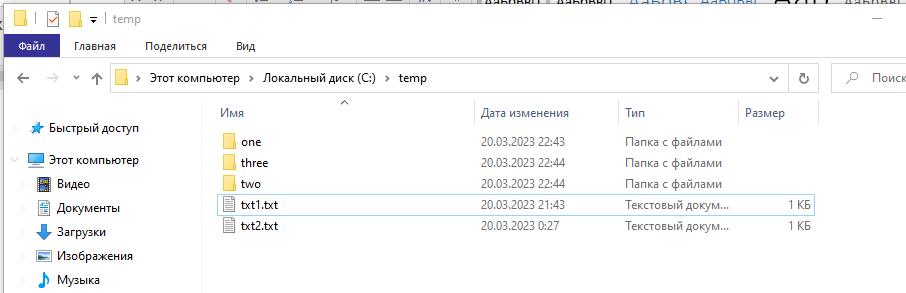 temp
Файл Главная Поделиться Вид
Этот компьютер Локальный диск (C:) temp Поиск
Имя Дата изменения Тип Размер
Быстрый доступ
Этот компьютер
Видео
Документы
Загрузки
Изображения
Музыка
one 20.03.2023 22:43 Папка с файлами
three 20.03.2023 22:44 Папка с файлами
two 20.03.2023 22:44 Папка с файлами
txt1.txt 20.03.2023 21:43 Текстовый докум... 1 КБ
txt2.txt 20.03.2023 0:27 Текстовый докум... 1 КБ